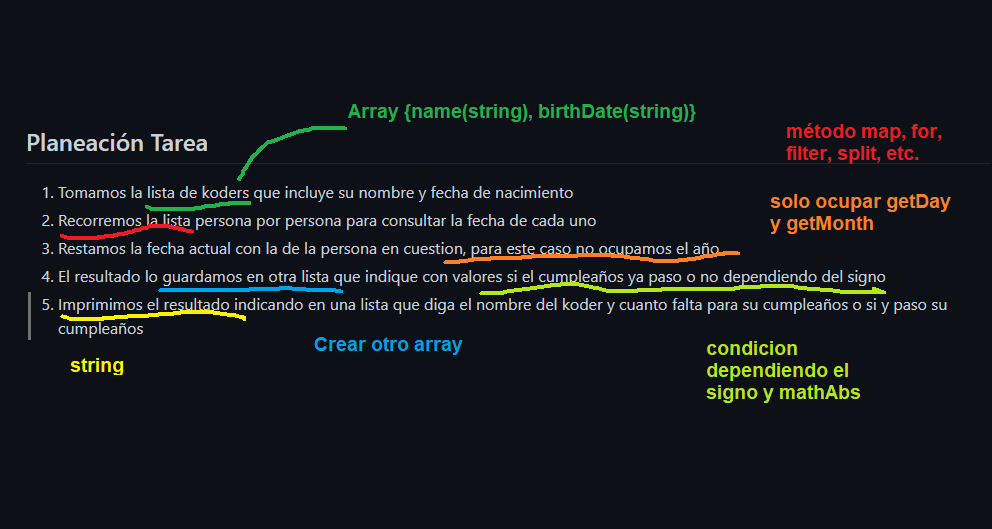 Array {name(string), birthDate(string)}
Planeación Tarea
método map, for,
filter, split, etc.
1. Tomamos la lista de koders que incluye su nombre y fecha de nacimiento
solo ocupar getDay
y getMonth
2. Recorremos la lista persona por persona para consultar la fecha de cada uno
3. Restamos la fecha actual con la de la persona en cuestion, para este caso no ocupamos el año
4. El resultado lo guardamos en otra lista que indique con valores si el cumpleaños ya paso o no dependiendo del signo
5. Imprimimos el resultado indicando en una lista que diga el nombre del koder y cuanto falta para su cumpleaños o si y paso su
cumpleaños
Crear otro array
condicion
dependiendo el
signo y mathAbs
string